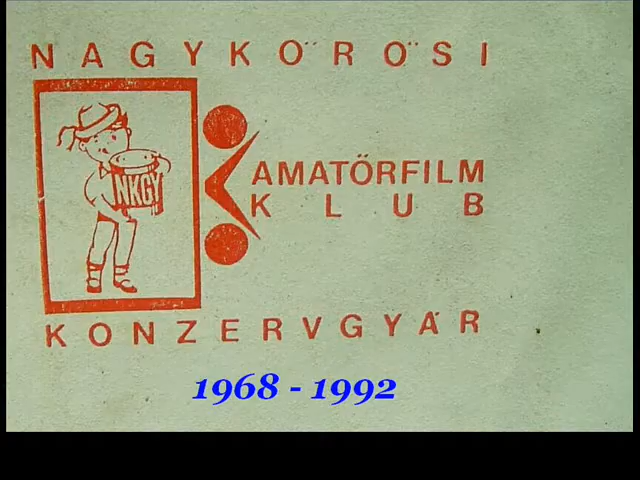 NAGYKŐRÖSI
NKGY
AMATŐRFILM
KLUB
KONZERVGYÁR
1968 - 1992